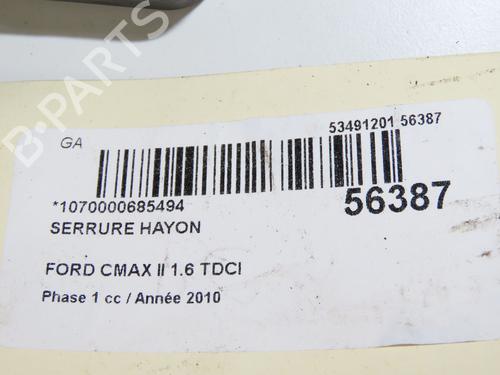 B-PARTS
GA
53491201 56387
*1070000685494
56387
SERRURE HAYON
FORD CMAX II 1.6 TDCI
Phase 1 cc / Année 2010